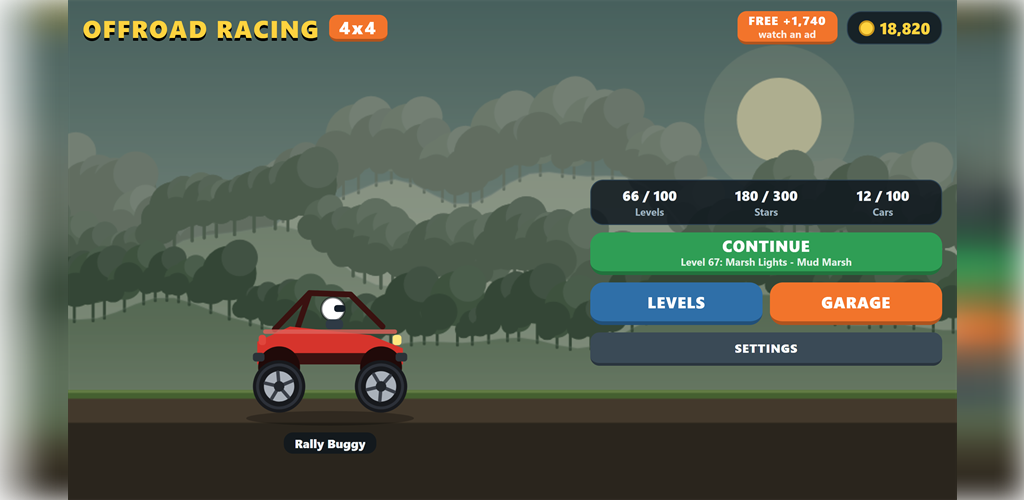 OFFROAD RACING 4x4
FREE +1,740
watch an ad
18,820
66 / 100
Levels
180 / 300
Stars
12 / 100
Cars
CONTINUE
Level 67: Marsh Lights - Mud Marsh
LEVELS
GARAGE
SETTINGS
Rally Buggy